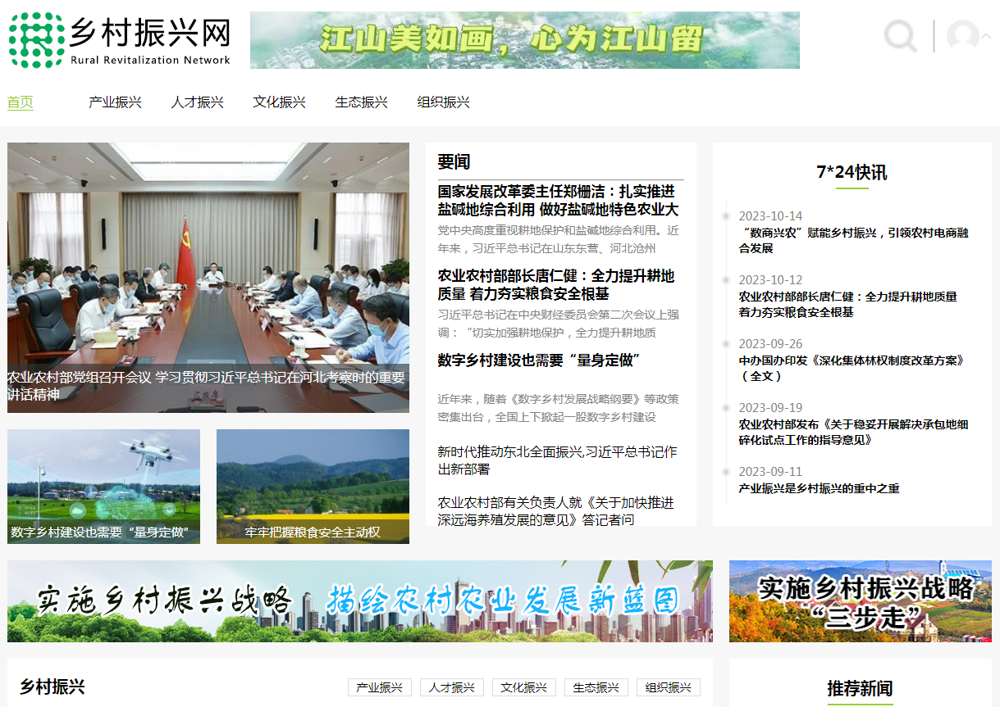 乡村振兴网
Rural Revitalization Network
江山美如画，心为江山留
首页
产业振兴
人才振兴
文化振兴
生态振兴
组织振兴
农业农村部党组召开会议 学习贯彻习近平总书记在河北考察时的重要
讲话精神
数字乡村建设也需要“量身定做”
牢牢把握粮食安全主动权
要闻
国家发展改革委主任郑栅洁：扎实推进
盐碱地综合利用 做好盐碱地特色农业大
党中央高度重视耕地保护和盐碱地综合利用。近
年来，习近平总书记在山东东营、河北沧州
农业农村部部长唐仁健：全力提升耕地
质量 着力夯实粮食安全根基
习近平总书记在中央财经委员会第二次会议上强
调：“切实加强耕地保护，全力提升耕地质
数字乡村建设也需要“量身定做”
近年来，随着《数字乡村发展战略纲要》等政策
密集出台，全国上下掀起一股数字乡村建设
新时代推动东北全面振兴,习近平总书记作
出新部署
农业农村部有关负责人就《关于加快推进
深远海养殖发展的意见》答记者问
7*24快讯
2023-10-14
“数商兴农”赋能乡村振兴，引领农村电商融
合发展
2023-10-12
农业农村部部长唐仁健：全力提升耕地质量
着力夯实粮食安全根基
2023-09-26
中办国办印发《深化集体林权制度改革方案》
（全文）
2023-09-19
农业农村部发布《关于稳妥开展解决承包地细
碎化试点工作的指导意见》
2023-09-11
产业振兴是乡村振兴的重中之重
实施乡村振兴战略 描绘农村农业发展新蓝图
实施乡村振兴战略
“三步走”
乡村振兴
产业振兴
人才振兴
文化振兴
生态振兴
组织振兴
推荐新闻